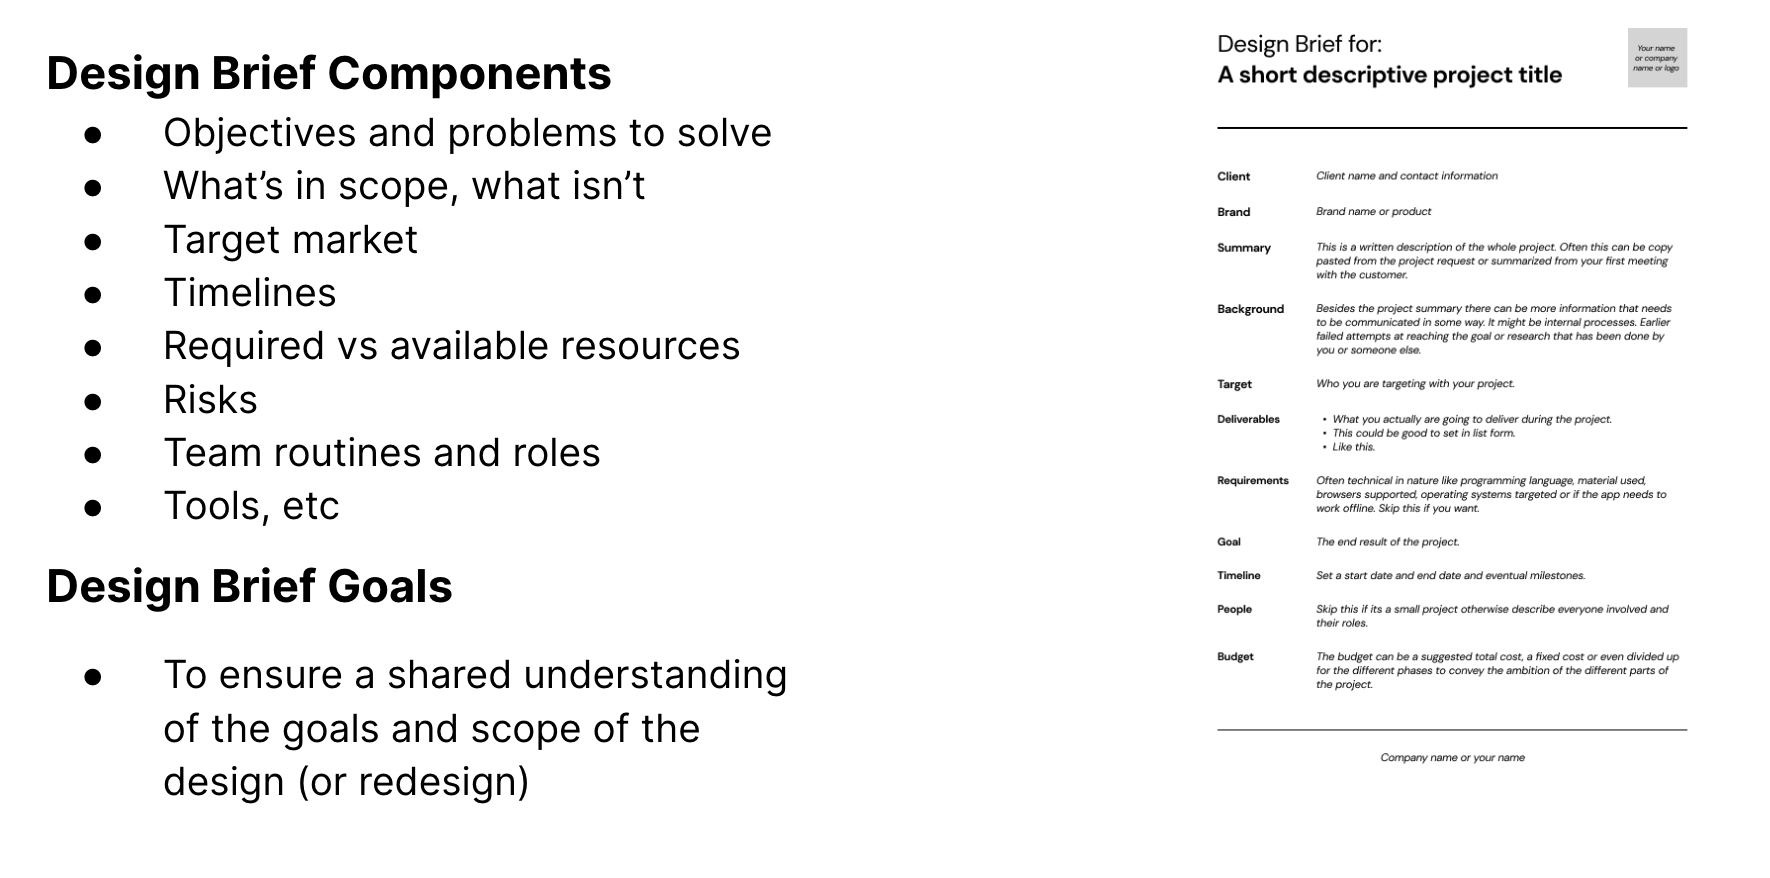 Design Brief Components
● Objectives and problems to solve
● What’s in scope, what isn’t
● Target market
● Timelines
● Required vs available resources
● Risks
● Team routines and roles
● Tools, etc
Design Brief Goals
● To ensure a shared understanding
of the goals and scope of the
design (or redesign)
Design Brief for:
A short descriptive project title
Your name
or company
name or logo
Client Client name and contact information
Brand Brand name or product
Summary This is a written description of the whole project. Often this can be copy
pasted from the project request or summarized from your first meeting
with the customer.
Background Besides the project summary there can be more information that needs
to be communicated in some way. It might be internal processes. Earlier
failed attempts at reaching the goal or research that has been done by
you or someone else.
Target Who you are targeting with your project.
Deliverables • What you actually are going to deliver during the project.
• This could be good to set in list form.
• Like this.
Requirements Often technical in nature like programming language, material used,
browsers supported, operating systems targeted or if the app needs to
work offline. Skip this if you want.
Goal The end result of the project.
Timeline Set a start date and end date and eventual milestones.
People Skip this if its a small project otherwise describe everyone involved and
their roles.
Budget The budget can be a suggested total cost, a fixed cost or even divided up
for the different phases to convey the ambition of the different parts of
the project.
Company name or your name